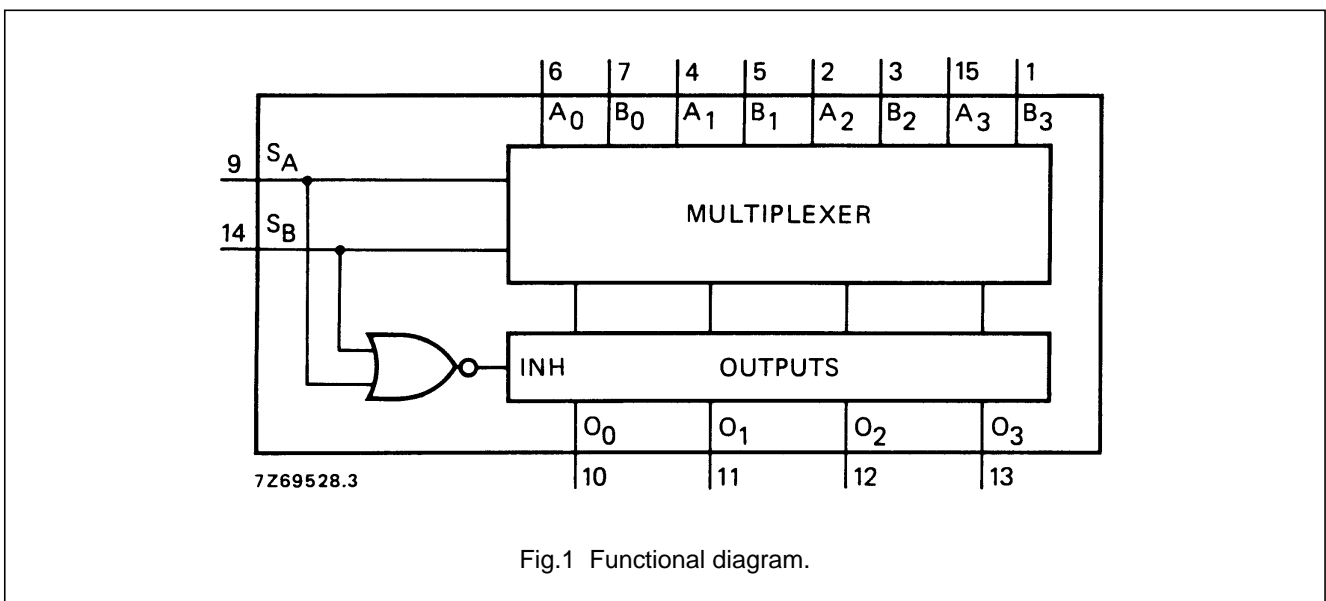 6 7 4 5 2 3 15 1
A0 B0 A1 B1 A2 B2 A3 B3
9 SA
MULTIPLEXER
14 SB
INH OUTPUTS
O0 O1 O2 O3
7Z69528.3 10 11 12 13
Fig.1 Functional diagram.